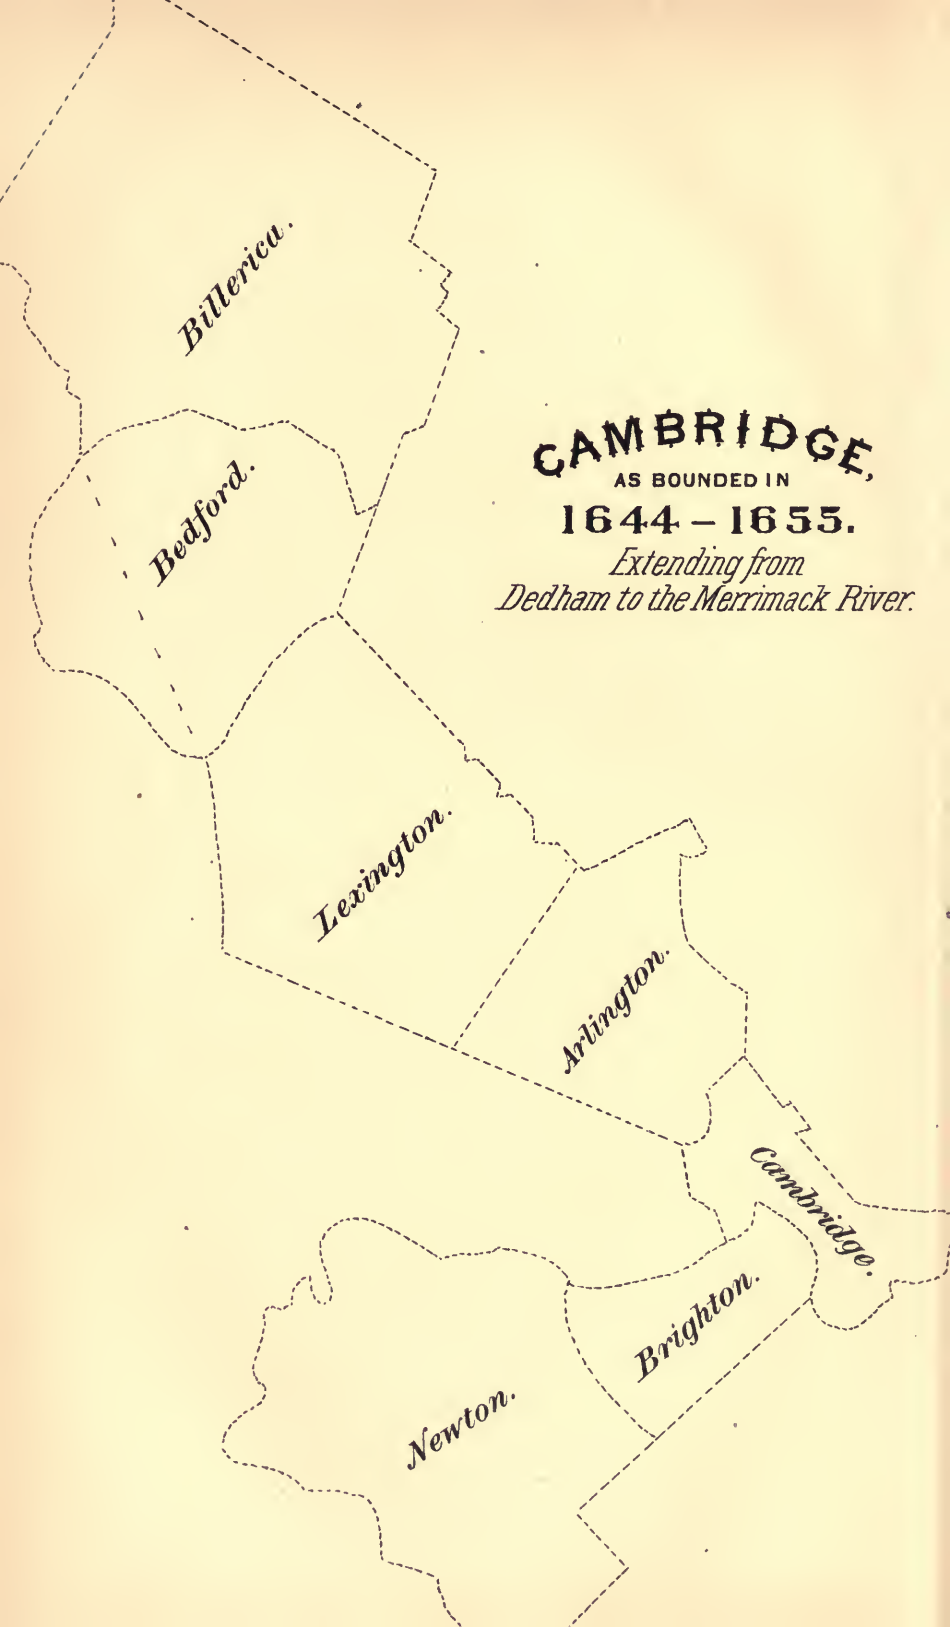 Billerica.
Bedford.
CAMBRIDGE,
AS BOUNDED IN
1644–1655.
Extending from
Dedham to the Merrimack River.
Lexington.
Arlington.
Cambridge.
Brighton.
Newton.